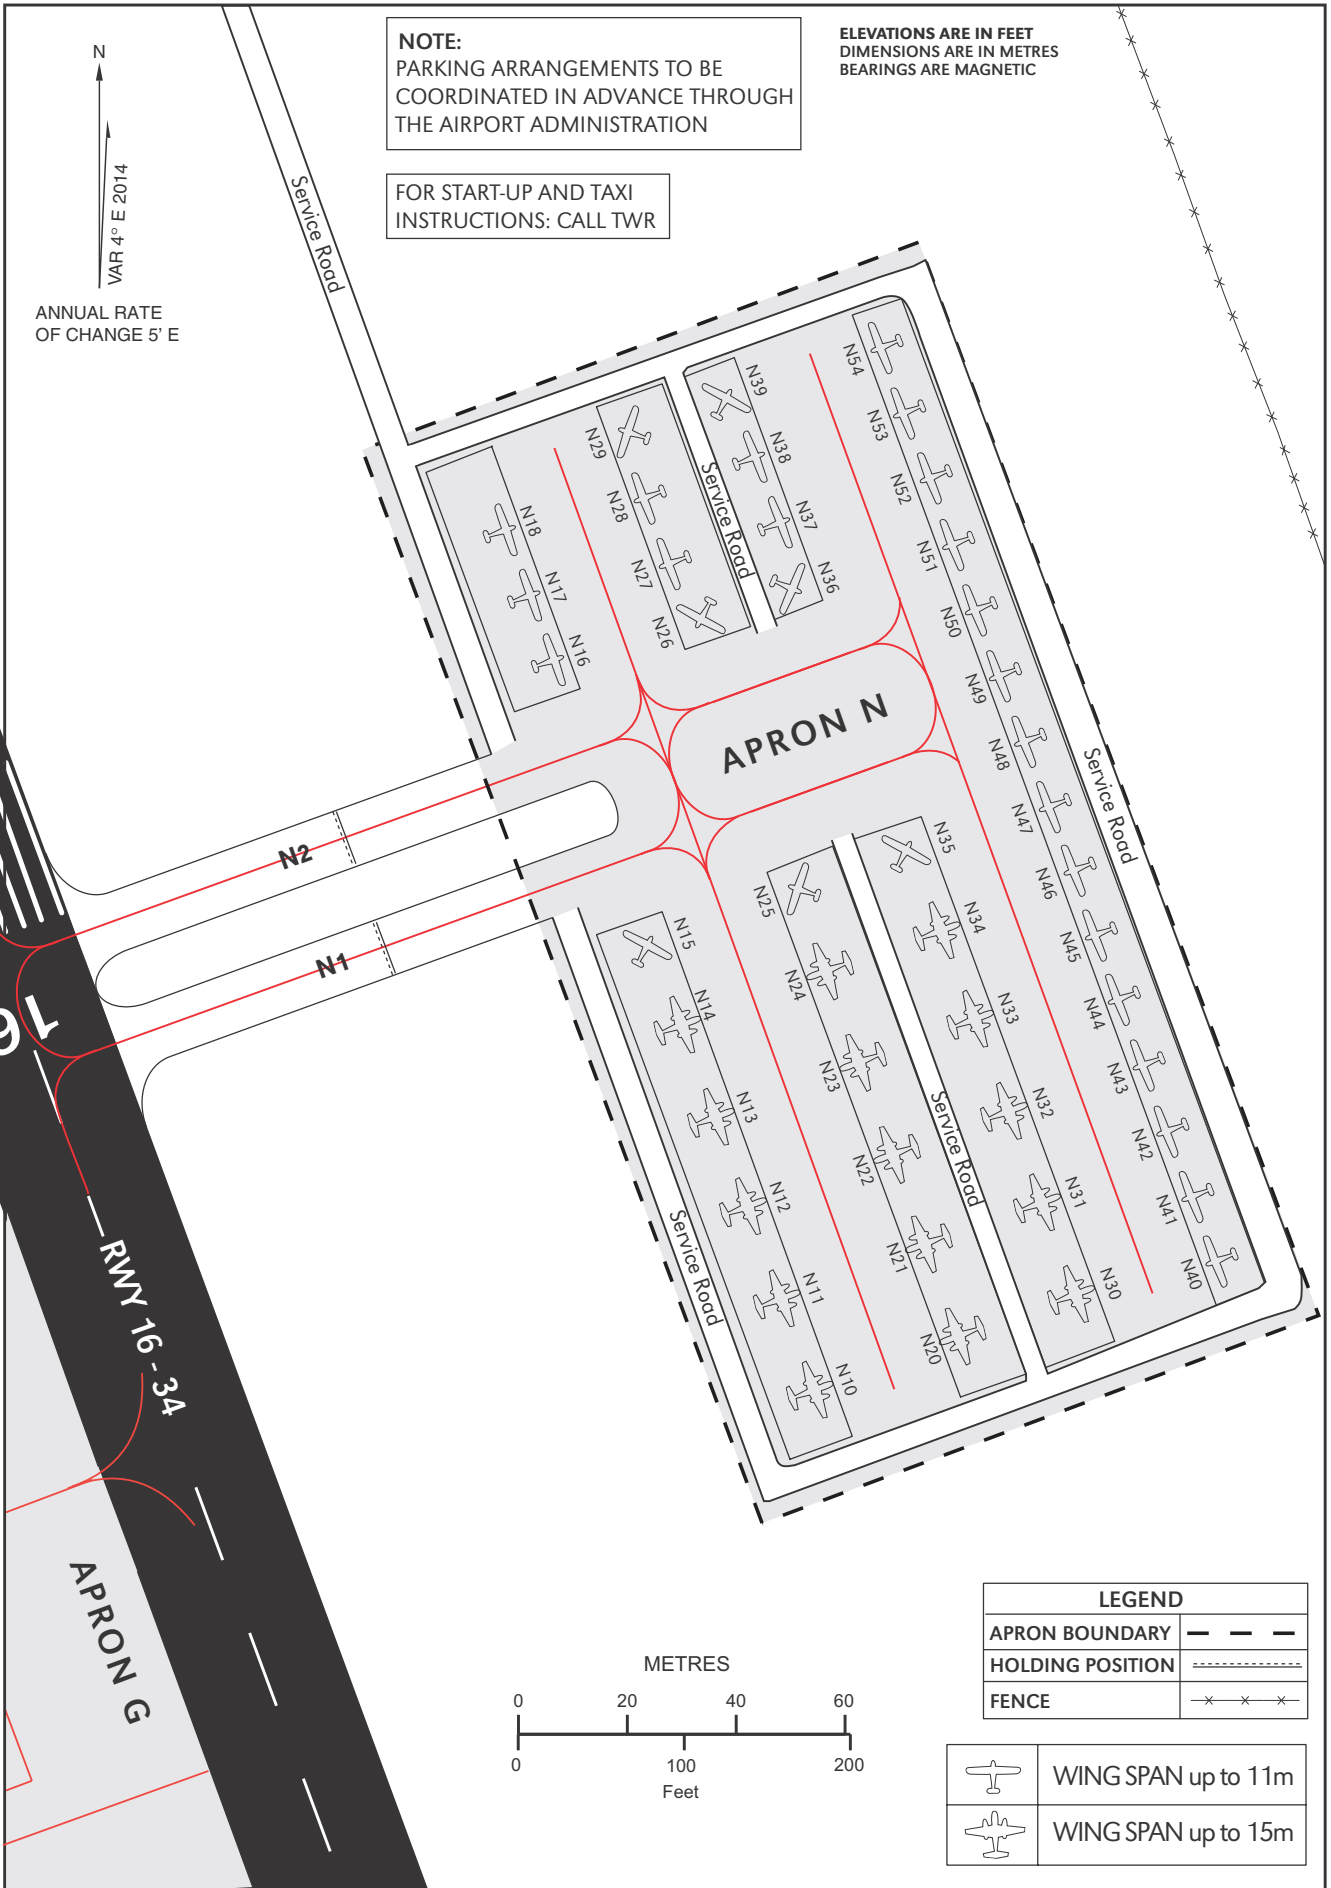 NOTE:
PARKING ARRANGEMENTS TO BE
COORDINATED IN ADVANCE THROUGH
THE AIRPORT ADMINISTRATION
ELEVATIONS ARE IN FEET
DIMENSIONS ARE IN METRES
BEARINGS ARE MAGNETIC
N
VAR 4° E 2014
ANNUAL RATE
OF CHANGE 5' E
FOR START-UP AND TAXI
INSTRUCTIONS: CALL TWR
Service Road
N54
N53
N52
N51
N50
N49
N48
N47
N46
N45
N44
N43
N42
N41
N40
Service Road
N39
N38
N37
N36
Service Road
N29
N28
N27
N26
N18
N17
N16
APRON N
N2
N1
N35
N34
N33
N32
N31
N30
Service Road
N25
N24
N23
N22
N21
N20
N15
N14
N13
N12
N11
N10
Service Road
16
RWY 16 - 34
APRON G
METRES
0 20 40 60
0 100 200
Feet
LEGEND
APRON BOUNDARY
HOLDING POSITION
FENCE
WING SPAN up to 11m
WING SPAN up to 15m